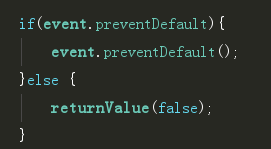 if(event.preventDefault){
    event.preventDefault();
}else {
    returnValue(false);
}